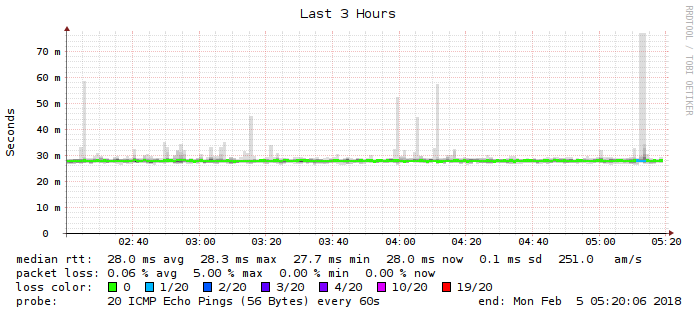 Last 3 Hours
RRDTOOL / TOBI OETIKER
Seconds
70 m
60 m
50 m
40 m
30 m
20 m
10 m
0
02:40 03:00 03:20 03:40 04:00 04:20 04:40 05:00 05:20
median rtt: 28.0 ms avg 28.3 ms max 27.7 ms min 28.0 ms now 0.1 ms sd 251.0 am/s
packet loss: 0.06 % avg 5.00 % max 0.00 % min 0.00 % now
loss color: 0 1/20 2/20 3/20 4/20 10/20 19/20
probe: 20 ICMP Echo Pings (56 Bytes) every 60s end: Mon Feb 5 05:20:06 2018